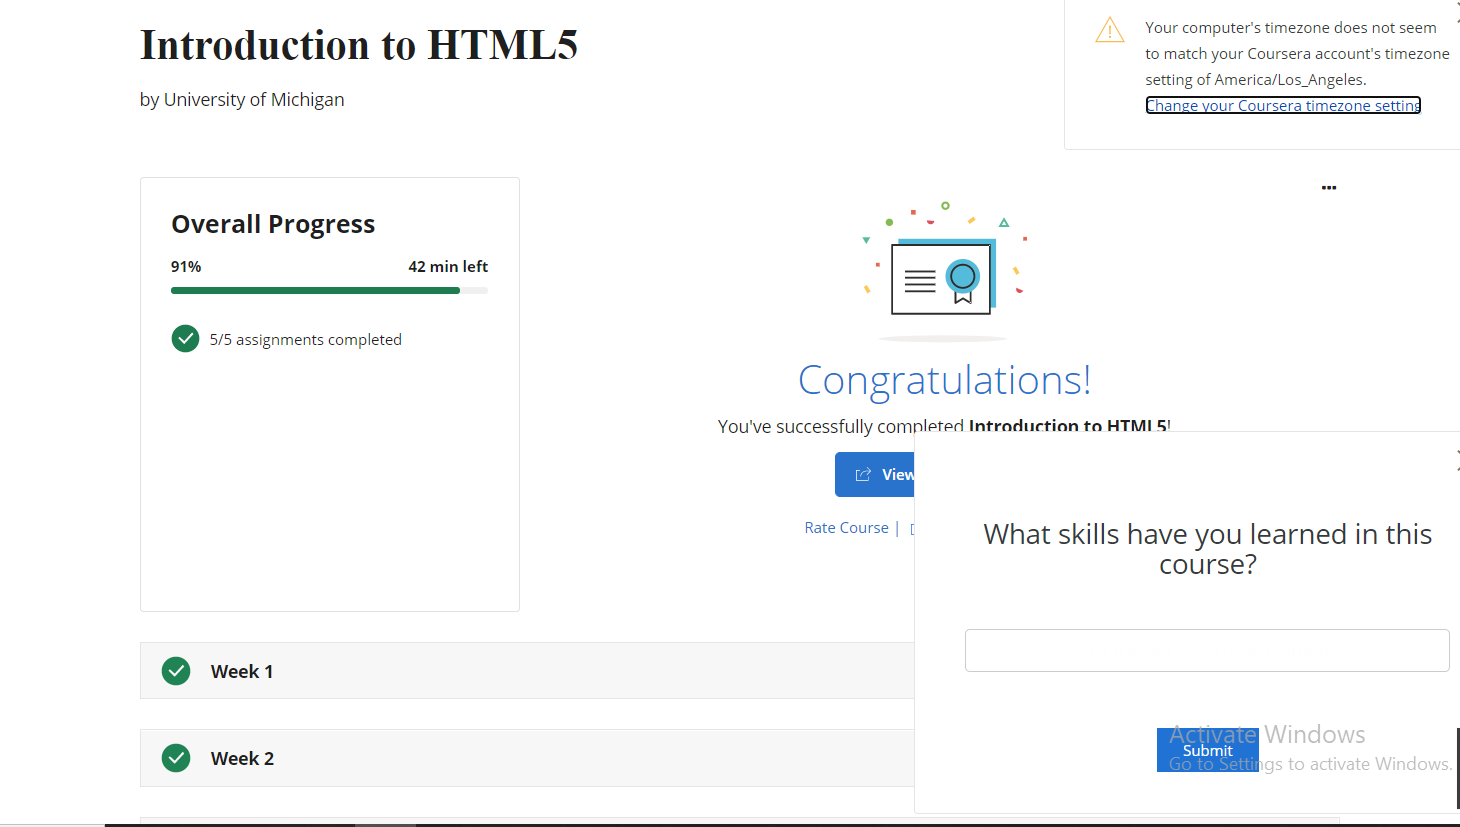 Introduction to HTML5
by University of Michigan
Your computer's timezone does not seem
to match your Coursera account's timezone
setting of America/Los_Angeles.
Change your Coursera timezone setting
Overall Progress
91%
42 min left
5/5 assignments completed
Congratulations!
You've successfully completed Introduction to HTML5!
View
Rate Course |
What skills have you learned in this
course?
Submit
Week 1
Week 2
Activate Windows
Go to Settings to activate Windows.